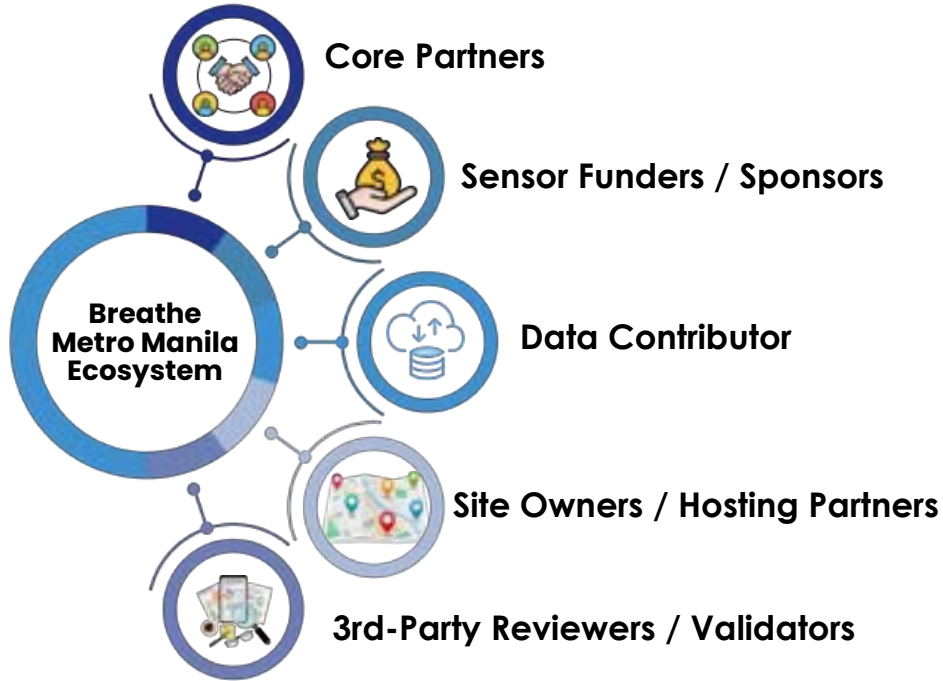 Core Partners
Sensor Funders / Sponsors
Breathe
Metro Manila
Ecosystem
Data Contributor
Site Owners / Hosting Partners
3rd-Party Reviewers / Validators